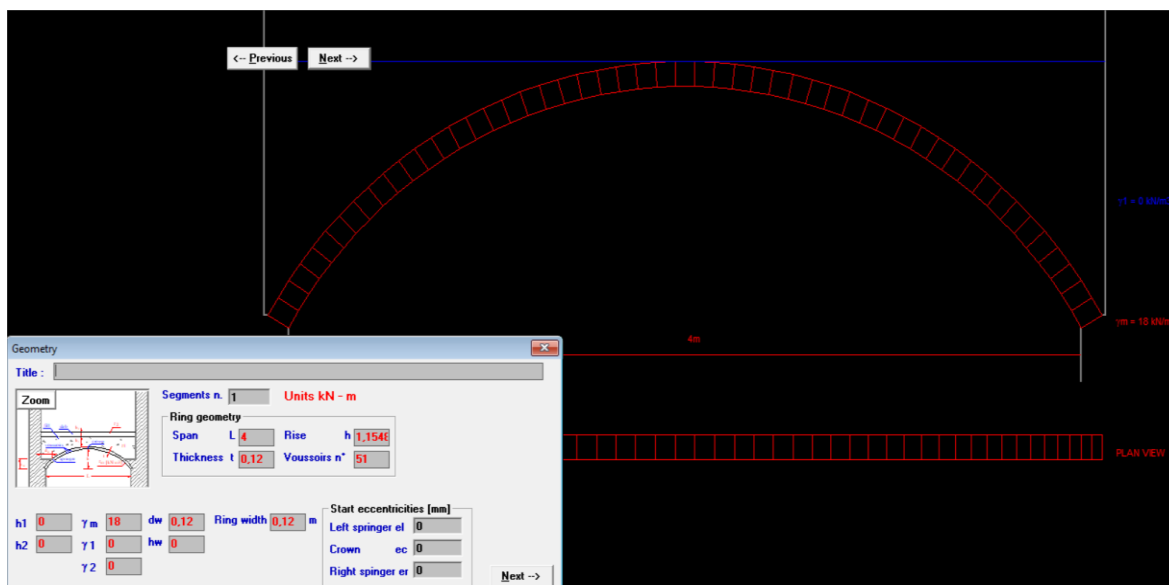 <-- Previous Next -->
γ1 = 0 kN/m
γm = 18 kN/m
4m
PLAN VIEW
Geometry
Title :
Zoom
Segments n. 1 Units kN - m
Ring geometry
Span L 4 Rise h 1,1548
Thickness t 0,12 Voussoirs n° 51
Start eccentricities [mm]
h1 0 γm 18 dw 0,12 Ring width 0,12 m
Left springer el 0
h2 0 γ1 0 hw 0
Crown ec 0
γ2 0
Right spinger er 0
Next -->